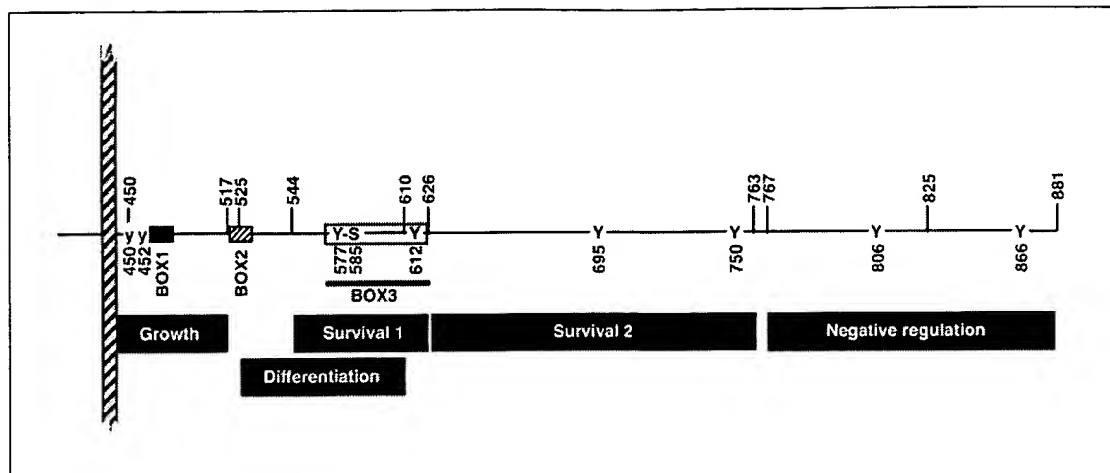 450
517
525
544
610
626
763
767
825
881
y y
Y-S
Y
Y
Y
Y
Y
450
452
BOX1
BOX2
577
585
612
695
750
806
866
BOX3
Growth
Survival 1
Survival 2
Negative regulation
Differentiation